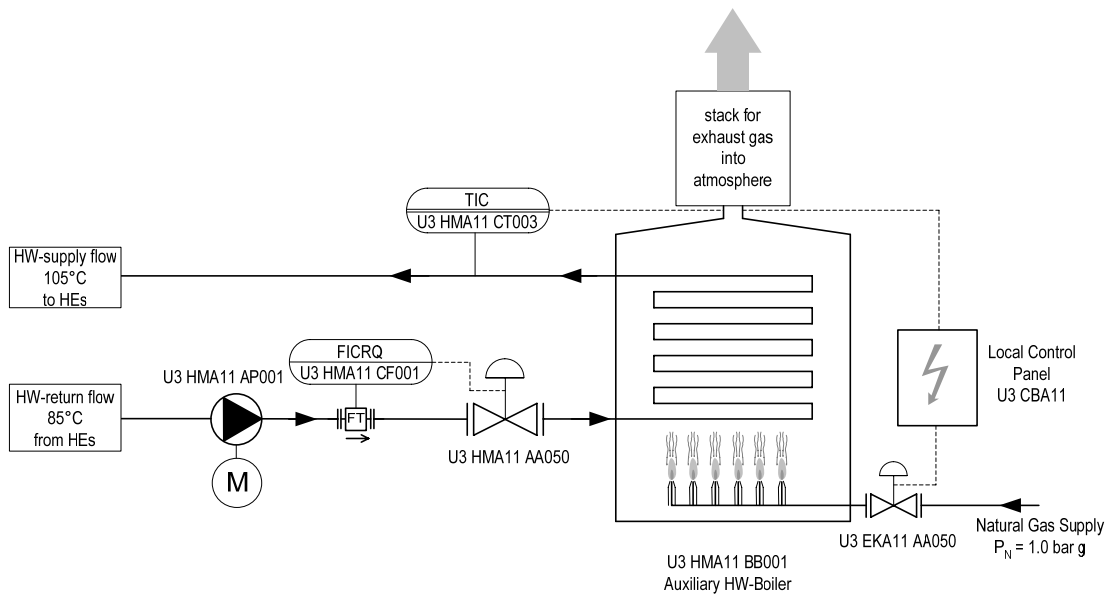 stack for
exhaust gas
into
atmosphere
TIC
U3 HMA11 CT003
HW-supply flow
105°C
to HEs
FICRQ
U3 HMA11 CF001
U3 HMA11 AP001
HW-return flow
85°C
from HEs
FT
M
U3 HMA11 AA050
Local Control
Panel
U3 CBA11
U3 EKA11 AA050
Natural Gas Supply
PN = 1.0 bar g
U3 HMA11 BB001
Auxiliary HW-Boiler